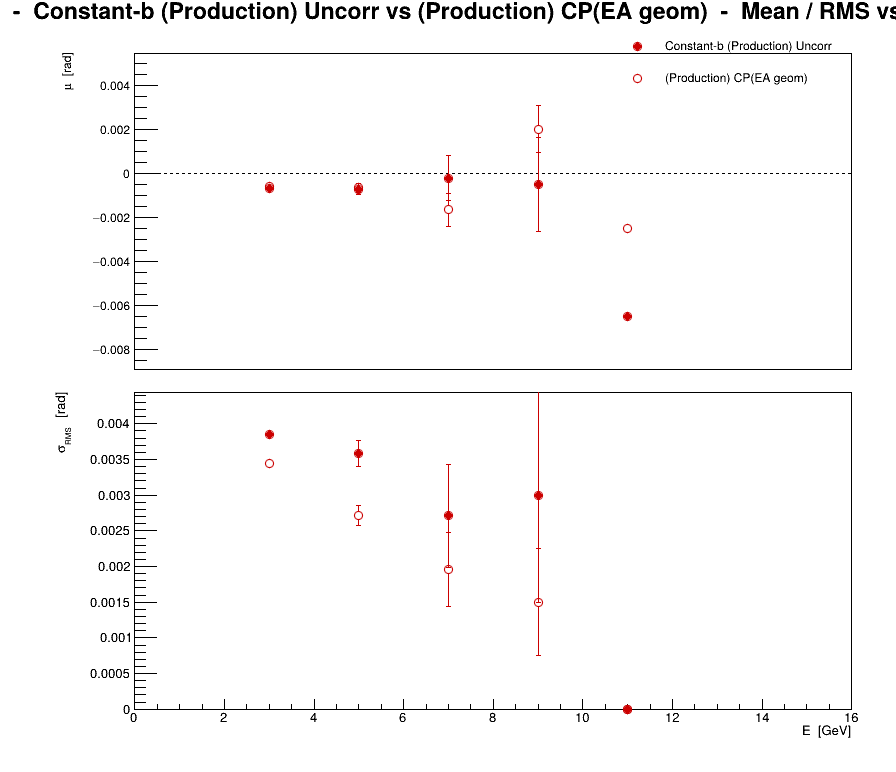 - Constant-b (Production) Uncorr vs (Production) CP(EA geom) - Mean / RMS vs
Constant-b (Production) Uncorr
(Production) CP(EA geom)
μ [rad]
0.004
0.002
0
−0.002
−0.004
−0.006
−0.008
σRMS [rad]
0.004
0.0035
0.003
0.0025
0.002
0.0015
0.001
0.0005
0
0 2 4 6 8 10 12 14 16
E [GeV]